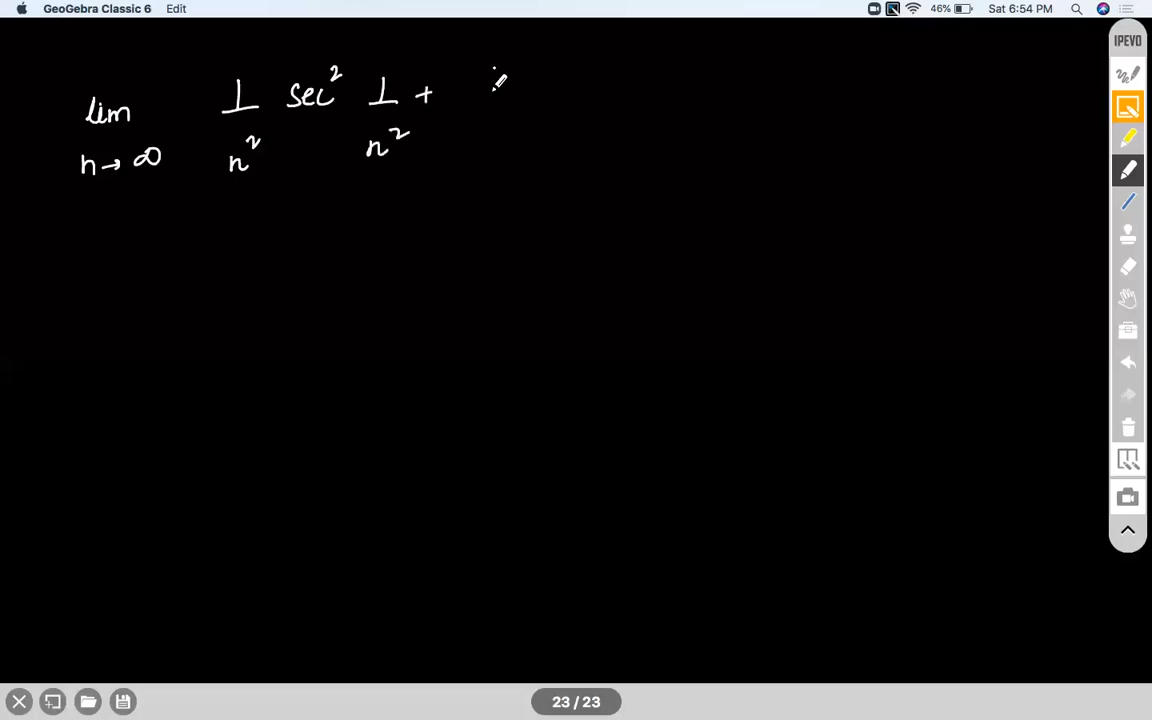 GeoGebra Classic 6 Edit 46% Sat 6:54 PM
IPEVO
lim n→∞ 1/n² sec² 1/n² +
23 / 23